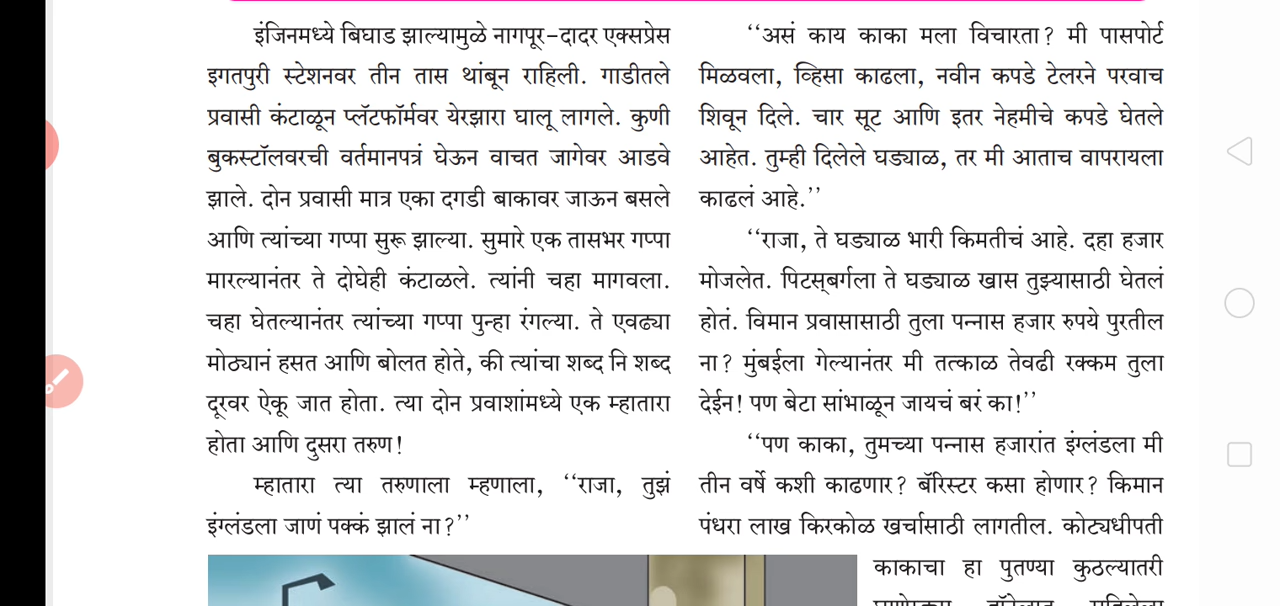 इंजिनमध्ये बिघाड झाल्यामुळे नागपूर-दादर एक्सप्रेस
इगतपुरी स्टेशनवर तीन तास थांबून राहिली. गाडीतले
प्रवासी कंटाळून प्लॅटफॉर्मवर येरझारा घालू लागले. कुणी
बुकस्टॉलवरची वर्तमानपत्रं घेऊन वाचत जागेवर आडवे
झाले. दोन प्रवासी मात्र एका दगडी बाकावर जाऊन बसले
आणि त्यांच्या गप्पा सुरू झाल्या. सुमारे एक तासभर गप्पा
मारल्यानंतर ते दोघेही कंटाळले. त्यांनी चहा मागवला.
चहा घेतल्यानंतर त्यांच्या गप्पा पुन्हा रंगल्या. ते एवढ्या
मोठ्यानं हसत आणि बोलत होते, की त्यांचा शब्द नि शब्द
दूरवर ऐकू जात होता. त्या दोन प्रवाशांमध्ये एक म्हातारा
होता आणि दुसरा तरुण!
म्हातारा त्या तरुणाला म्हणाला, ‘‘राजा, तुझं
इंग्लंडला जाणं पक्कं झालं ना?’’
‘‘असं काय काका मला विचारता? मी पासपोर्ट
मिळवला, व्हिसा काढला, नवीन कपडे टेलरने परवाच
शिवून दिले. चार सूट आणि इतर नेहमीचे कपडे घेतले
आहेत. तुम्ही दिलेले घड्याळ, तर मी आताच वापरायला
काढलं आहे.’’
‘‘राजा, ते घड्याळ भारी किमतीचं आहे. दहा हजार
मोजलेत. पिटस्‌बर्गला ते घड्याळ खास तुझ्यासाठी घेतलं
होतं. विमान प्रवासासाठी तुला पन्नास हजार रुपये पुरतील
ना? मुंबईला गेल्यानंतर मी तत्काळ तेवढी रक्कम तुला
देईन! पण बेटा सांभाळून जायचं बरं का!’’
‘‘पण काका, तुमच्या पन्नास हजारांत इंग्लंडला मी
तीन वर्षे कशी काढणार? बॅरिस्टर कसा होणार? किमान
पंधरा लाख किरकोळ खर्चासाठी लागतील. कोट्यधीपती
काकाचा हा पुतण्या कुठल्यातरी